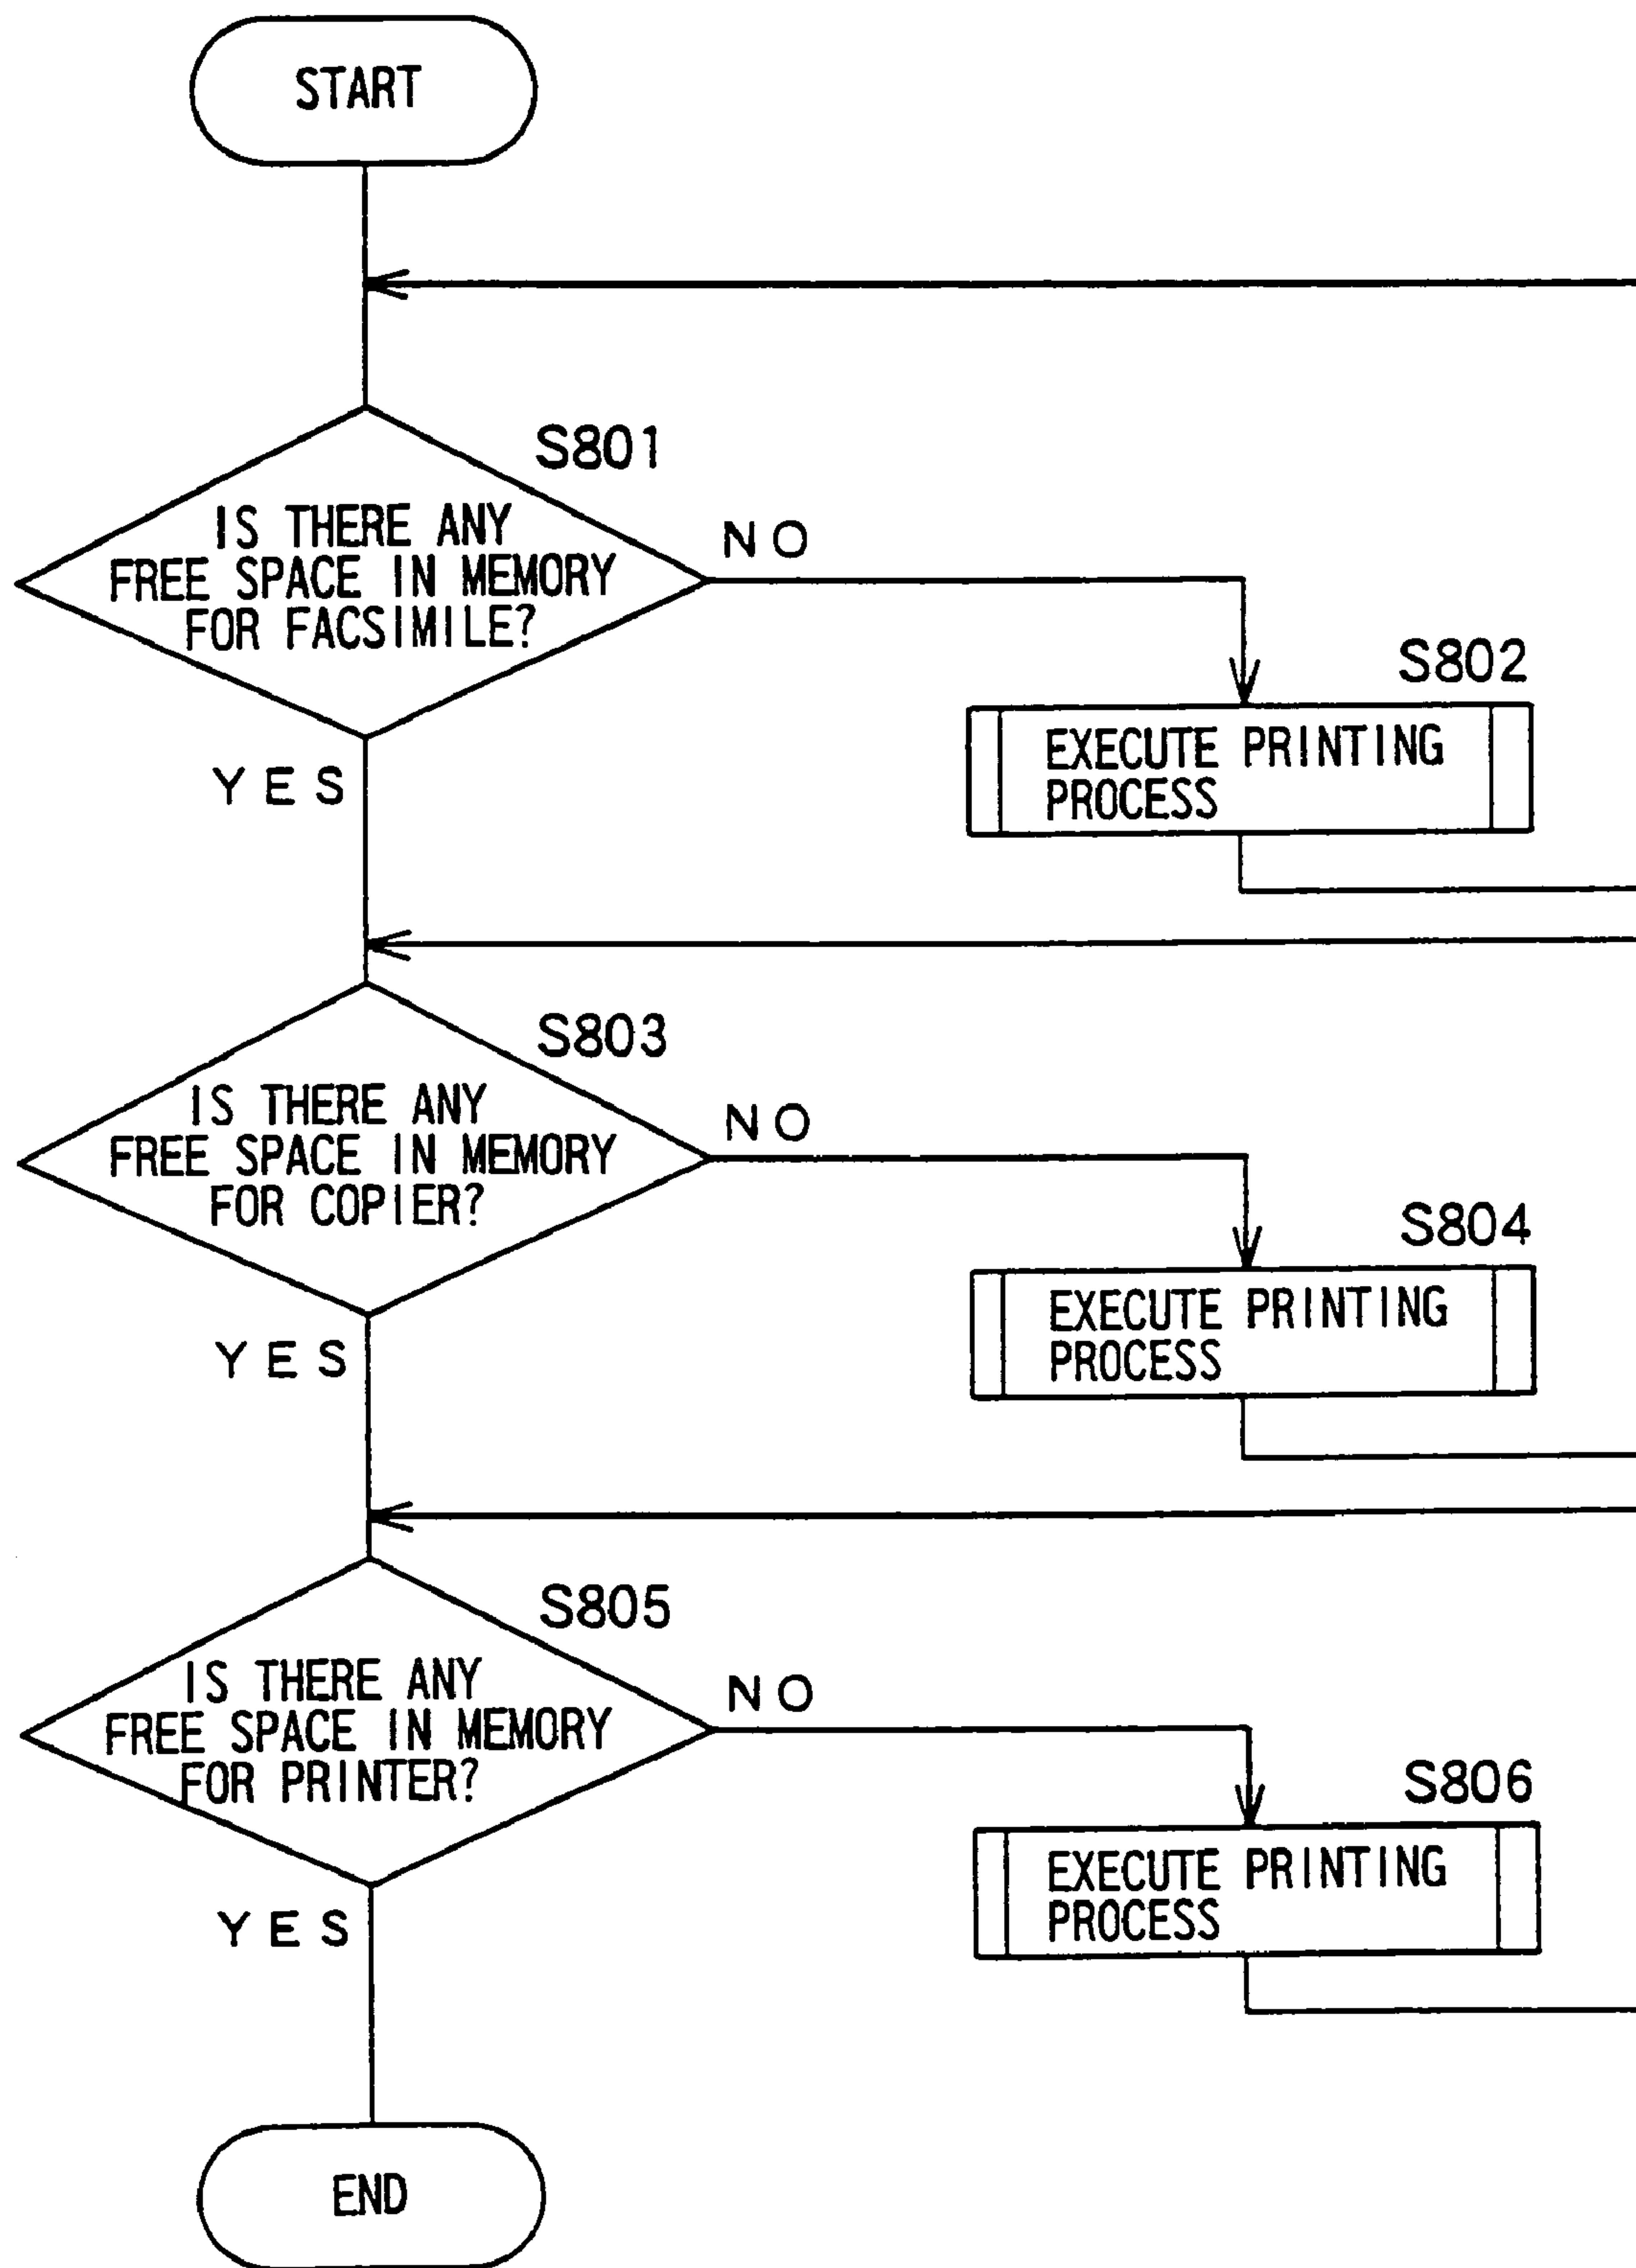 START
S801
IS THERE ANY
FREE SPACE IN MEMORY
FOR FACSIMILE?
NO
YES
S802
EXECUTE PRINTING
PROCESS
S803
IS THERE ANY
FREE SPACE IN MEMORY
FOR COPIER?
NO
YES
S804
EXECUTE PRINTING
PROCESS
S805
IS THERE ANY
FREE SPACE IN MEMORY
FOR PRINTER?
NO
YES
S806
EXECUTE PRINTING
PROCESS
END